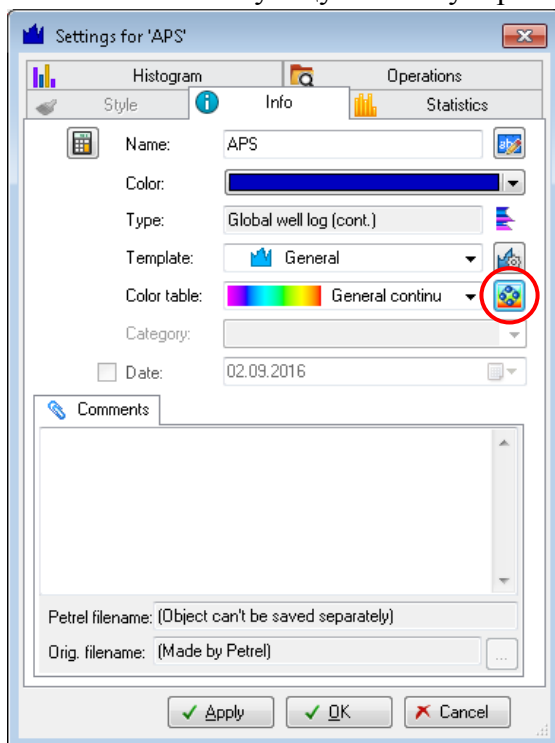 Settings for 'APS'
Histogram
Operations
Style
Info
Statistics
Name:
APS
Color:
Type:
Global well log (cont.)
Template:
General
Color table:
General continu
Category:
Date:
02.09.2016
Comments
Petrel filename: (Object can't be saved separately)
Orig. filename: (Made by Petrel)
...
Apply
OK
Cancel